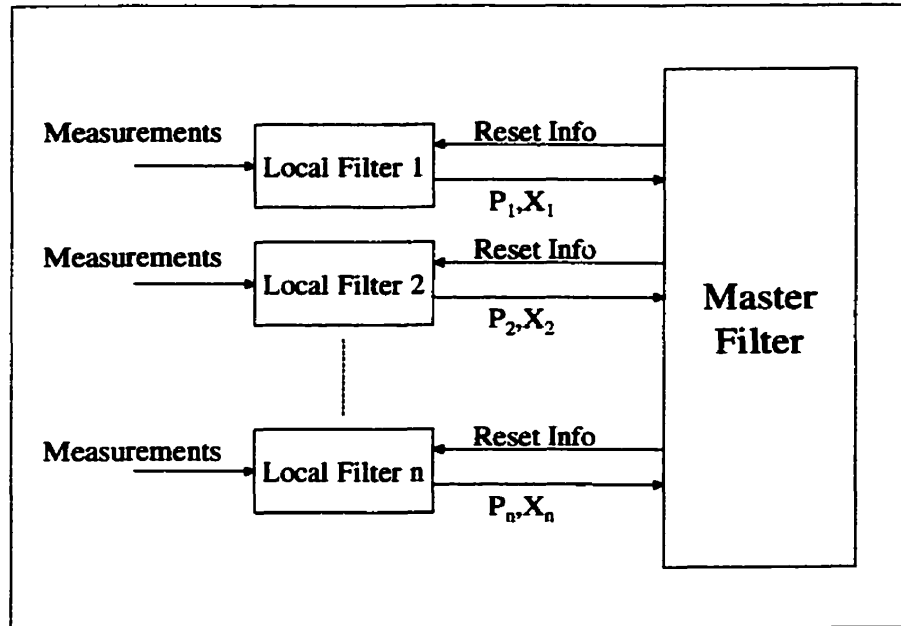 Measurements
Local Filter 1
Reset Info
P₁,X₁
Measurements
Local Filter 2
Reset Info
P₂,X₂
Measurements
Local Filter n
Reset Info
Pₙ,Xₙ
Master
Filter